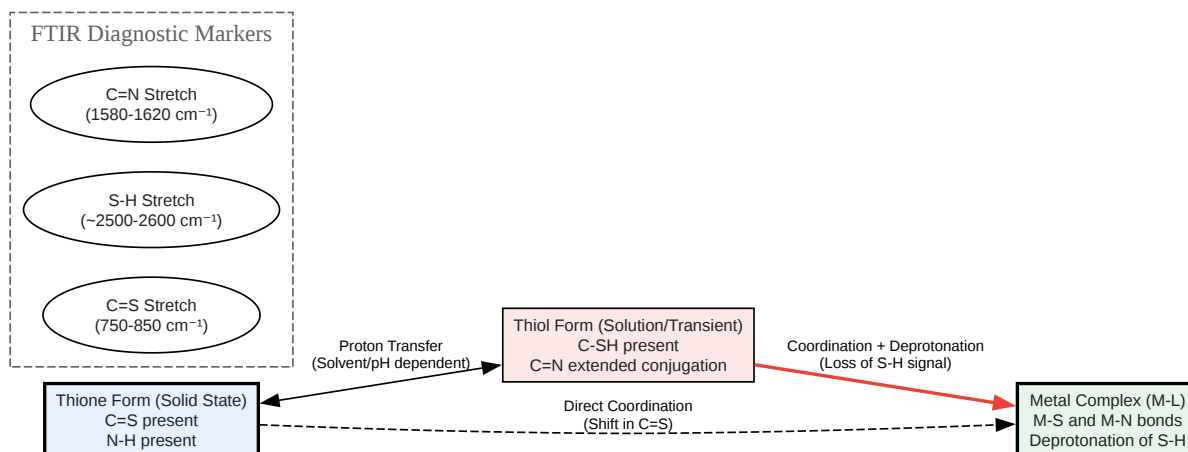 FTIR Diagnostic Markers
C=N Stretch
(1580-1620 cm⁻¹)
S-H Stretch
(~2500-2600 cm⁻¹)
C=S Stretch
(750-850 cm⁻¹)
Thione Form (Solid State)
C=S present
N-H present
Proton Transfer
(Solvent/pH dependent)
Thiol Form (Solution/Transient)
C-SH present
C=N extended conjugation
Coordination + Deprotonation
(Loss of S-H signal)
Direct Coordination
(Shift in C=S)
Metal Complex (M-L)
M-S and M-N bonds
Deprotonation of S-H